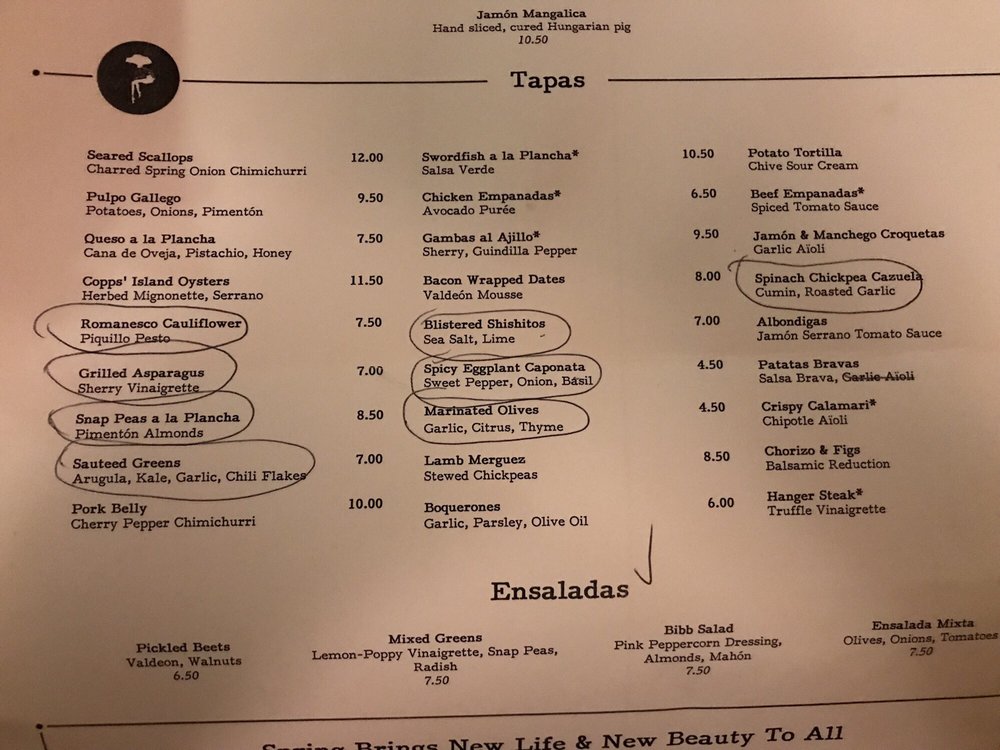 Jamón Mangalica
Hand sliced, cured Hungarian pig
10.50
Tapas
Seared Scallops 12.00
Charred Spring Onion Chimichurri
Pulpo Gallego 9.50
Potatoes, Onions, Pimentón
Queso a la Plancha 7.50
Cana de Oveja, Pistachio, Honey
Copps' Island Oysters 11.50
Herbed Mignonette, Serrano
Romanesco Cauliflower 7.50
Piquillo Pesto
Grilled Asparagus 7.00
Sherry Vinaigrette
Snap Peas a la Plancha 8.50
Pimentón Almonds
Sauteed Greens 7.00
Arugula, Kale, Garlic, Chili Flakes
Pork Belly 10.00
Cherry Pepper Chimichurri
Swordfish a la Plancha* 10.50
Salsa Verde
Chicken Empanadas* 6.50
Avocado Purée
Gambas al Ajillo* 9.50
Sherry, Guindilla Pepper
Bacon Wrapped Dates 8.00
Valdeón Mousse
Blistered Shishitos 7.00
Sea Salt, Lime
Spicy Eggplant Caponata 4.50
Sweet Pepper, Onion, Basil
Marinated Olives 4.50
Garlic, Citrus, Thyme
Lamb Merguez 8.50
Stewed Chickpeas
Boquerones 6.00
Garlic, Parsley, Olive Oil
Potato Tortilla
Chive Sour Cream
Beef Empanadas*
Spiced Tomato Sauce
Jamón & Manchego Croquetas
Garlic Aïoli
Spinach Chickpea Cazuela
Cumin, Roasted Garlic
Albondigas
Jamón Serrano Tomato Sauce
Patatas Bravas
Salsa Brava, Garlic Aïoli
Crispy Calamari*
Chipotle Aïoli
Chorizo & Figs
Balsamic Reduction
Hanger Steak*
Truffle Vinaigrette
Ensaladas
Pickled Beets
Valdeon, Walnuts
6.50
Mixed Greens
Lemon-Poppy Vinaigrette, Snap Peas,
Radish
7.50
Bibb Salad
Pink Peppercorn Dressing,
Almonds, Mahón
7.50
Ensalada Mixta
Olives, Onions, Tomatoes
7.50
Spring Brings New Life & New Beauty To All